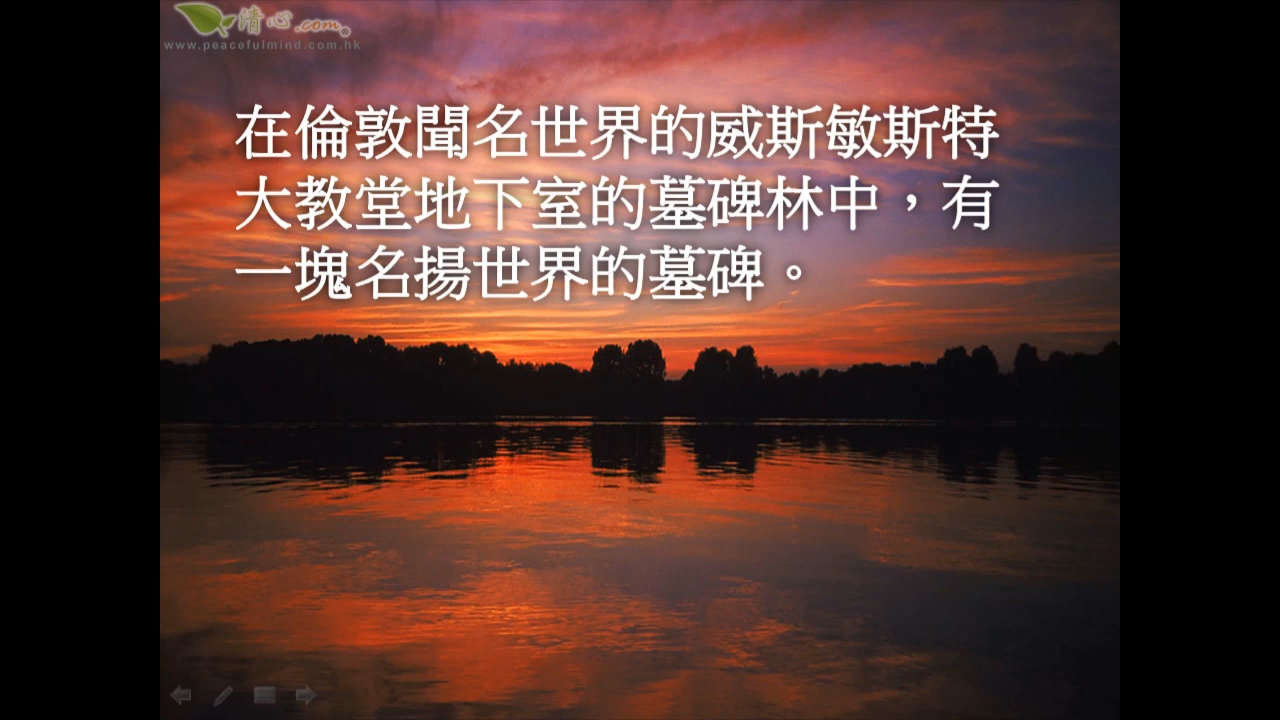 清心.com
www.peacefulmind.com.hk
在倫敦聞名世界的威斯敏斯特
大教堂地下室的墓碑林中，有
一塊名揚世界的墓碑。